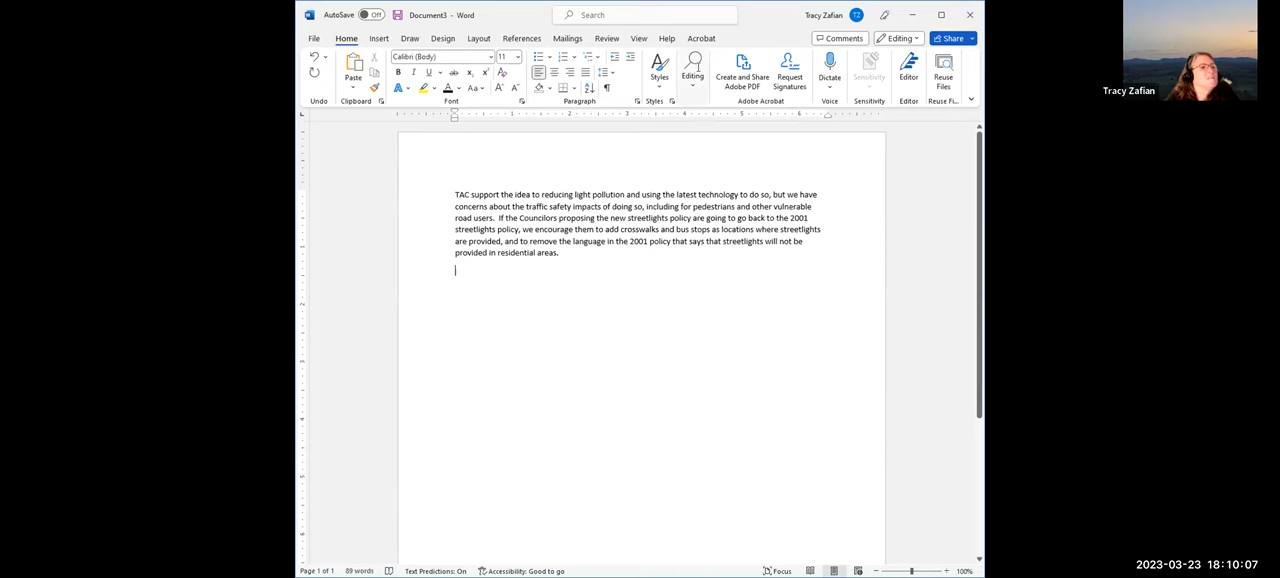 AutoSave Off Document3 - Word Search Tracy Zafian TZ
File Home Insert Draw Design Layout References Mailings Review View Help Acrobat Comments Editing Share
Calibri (Body) 11
Paste Styles Editing Create and Share Adobe PDF Request Signatures Dictate Sensitivity Editor Reuse Files
Undo Clipboard Font Paragraph Styles Adobe Acrobat Voice Sensitivity Editor Reuse Fi...
Tracy Zafian
TAC support the idea to reducing light pollution and using the latest technology to do so, but we have
concerns about the traffic safety impacts of doing so, including for pedestrians and other vulnerable
road users. If the Councilors proposing the new streetlights policy are going to go back to the 2001
streetlights policy, we encourage them to add crosswalks and bus stops as locations where streetlights
are provided, and to remove the language in the 2001 policy that says that streetlights will not be
provided in residential areas.
Page 1 of 1 89 words Text Predictions: On Accessibility: Good to go Focus 100%
2023-03-23 18:10:07